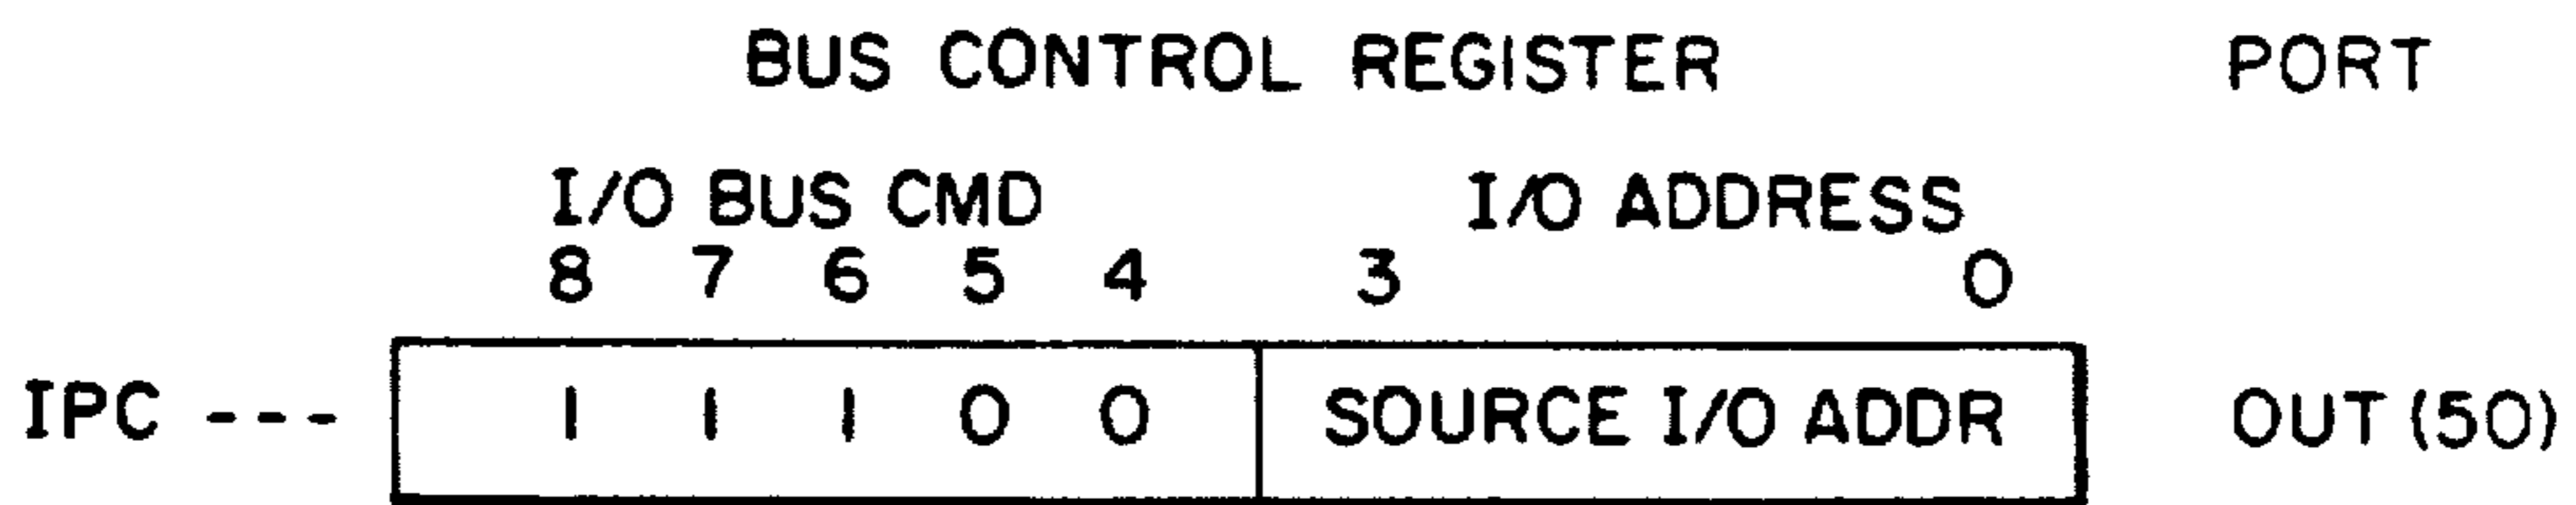 BUS CONTROL REGISTER PORT
I/O BUS CMD I/O ADDRESS
8 7 6 5 4 3 0
IPC --- 1 1 1 0 0 SOURCE I/O ADDR OUT (50)